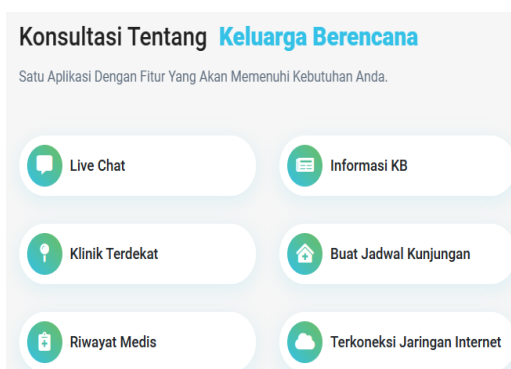 Konsultasi Tentang Keluarga Berencana
Satu Aplikasi Dengan Fitur Yang Akan Memenuhi Kebutuhan Anda.
Live Chat
Informasi KB
Klinik Terdekat
Buat Jadwal Kunjungan
Riwayat Medis
Terkoneksi Jaringan Internet